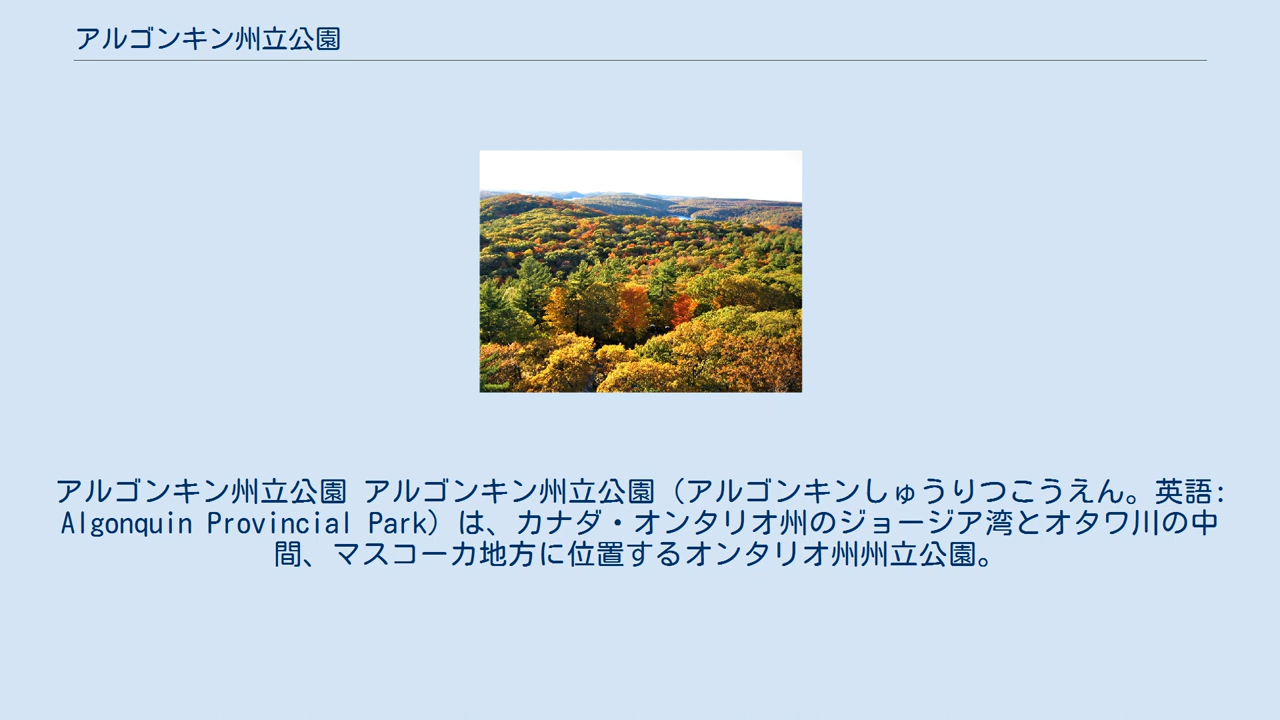 アルゴンキン州立公園
アルゴンキン州立公園 アルゴンキン州立公園（アルゴンキンしゅうりつこうえん。英語:
Algonquin Provincial Park）は、カナダ・オンタリオ州のジョージア湾とオタワ川の中
間、マスコーカ地方に位置するオンタリオ州州立公園。